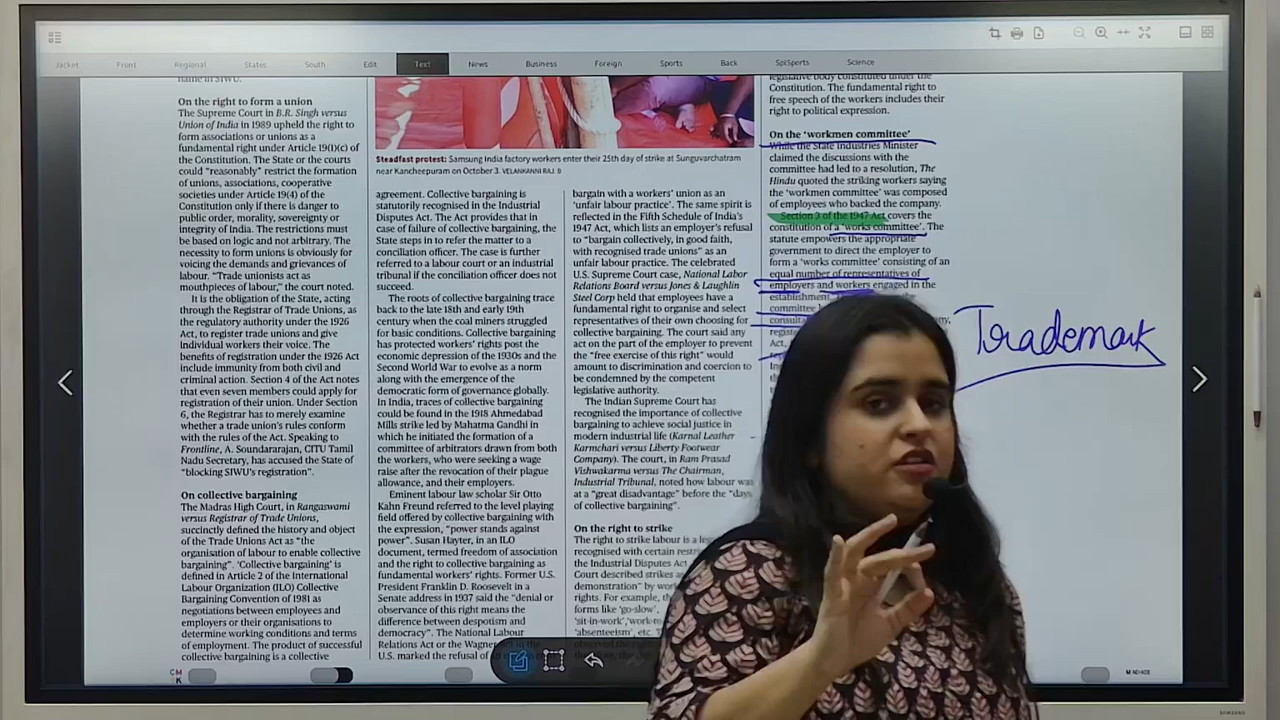 Jacket Front Regional States South Edit Text News Business Foreign Sports Back SplSports Science
name in SIWU.
On the right to form a union
The Supreme Court in B.R. Singh versus
Union of India in 1989 upheld the right to
form associations or unions as a
fundamental right under Article 19(1)(c) of
the Constitution. The State or the courts
could "reasonably" restrict the formation
of unions, associations, cooperative
societies under Article 19(4) of the
Constitution only if there is danger to
public order, morality, sovereignty or
integrity of India. The restrictions must
be based on logic and not arbitrary. The
necessity to form unions is obviously for
voicing the demands and grievances of
labour. "Trade unionists act as
mouthpieces of labour," the court noted.
It is the obligation of the State, acting
through the Registrar of Trade Unions, as
the regulatory authority under the 1926
Act, to register trade unions and give
individual workers their voice. The
benefits of registration under the 1926 Act
include immunity from both civil and
criminal action. Section 4 of the Act notes
that even seven members could apply for
registration of their union. Under Section
6, the Registrar has to merely examine
whether a trade union's rules conform
with the rules of the Act. Speaking to
Frontline, A. Soundararajan, CITU Tamil
Nadu Secretary, has accused the State of
"blocking SIWU's registration".
On collective bargaining
The Madras High Court, in Rangaswami
versus Registrar of Trade Unions,
succinctly defined the history and object
of the Trade Unions Act as "the
organisation of labour to enable collective
bargaining". 'Collective bargaining' is
defined in Article 2 of the International
Labour Organization (ILO) Collective
Bargaining Convention of 1981 as
negotiations between employees and
employers or their organisations to
determine working conditions and terms
of employment. The product of successful
collective bargaining is a collective
Steadfast protest: Samsung India factory workers enter their 25th day of strike at Sunguvarchatram
near Kancheepuram on October 3. VELANKANNI RAJ. B
agreement. Collective bargaining is
statutorily recognised in the Industrial
Disputes Act. The Act provides that in
case of failure of collective bargaining, the
State steps in to refer the matter to a
conciliation officer. The case is further
referred to a labour court or an industrial
tribunal if the conciliation officer does not
succeed.
The roots of collective bargaining trace
back to the late 18th and early 19th
century when the coal miners struggled
for basic conditions. Collective bargaining
has protected workers' rights post the
economic depression of the 1930s and the
Second World War to evolve as a norm
along with the emergence of the
democratic form of governance globally.
In India, traces of collective bargaining
could be found in the 1918 Ahmedabad
Mills strike led by Mahatma Gandhi in
which he initiated the formation of a
committee of arbitrators drawn from both
the workers, who were seeking a wage
raise after the revocation of their plague
allowance, and their employers.
Eminent labour law scholar Sir Otto
Kahn Freund referred to the level playing
field offered by collective bargaining with
the expression, "power stands against
power". Susan Hayter, in an ILO
document, termed freedom of association
and the right to collective bargaining as
fundamental workers' rights. Former U.S.
President Franklin D. Roosevelt in a
Senate address in 1937 said the "denial or
observance of this right means the
difference between despotism and
democracy". The National Labour
Relations Act or the Wagner Act in the
U.S. marked the refusal of
bargain with a workers' union as an
'unfair labour practice'. The same spirit is
reflected in the Fifth Schedule of India's
1947 Act, which lists an employer's refusal
to "bargain collectively, in good faith,
with recognised trade unions" as an
unfair labour practice. The celebrated
U.S. Supreme Court case, National Labor
Relations Board versus Jones & Laughlin
Steel Corp held that employees have a
fundamental right to organise and select
representatives of their own choosing for
collective bargaining. The court said any
act on the part of the employer to prevent
the "free exercise of this right" would
amount to discrimination and coercion to
be condemned by the competent
legislative authority.
The Indian Supreme Court has
recognised the importance of collective
bargaining to achieve social justice in
modern industrial life (Karnal Leather
Karmchari versus Liberty Footwear
Company). The court, in Ram Prasad
Vishwakarma versus The Chairman,
Industrial Tribunal, noted how labour was
at a "great disadvantage" before the "days
of collective bargaining".
On the right to strike
The right to strike labour is a
recognised with certain
the Industrial Disputes Act
Court described strikes as
demonstration" by
rights. For example,
forms like 'go-slow',
'sit-in-work',
'absenteeism', etc.
legislative body constituted under the
Constitution. The fundamental right to
free speech of the workers includes their
right to political expression.
On the 'workmen committee'
While the State Industries Minister
claimed the discussions with the
committee had led to a resolution, The
Hindu quoted the striking workers saying
the 'workmen committee' was composed
of employees who backed the company.
Section 3 of the 1947 Act covers the
constitution of a 'works committee'. The
statute empowers the appropriate
government to direct the employer to
form a 'works committee' consisting of an
equal number of representatives of
employers and workers engaged in the
establishment.
Act,
Trademark
CM
K
M ND-NDE
SAMSUNG